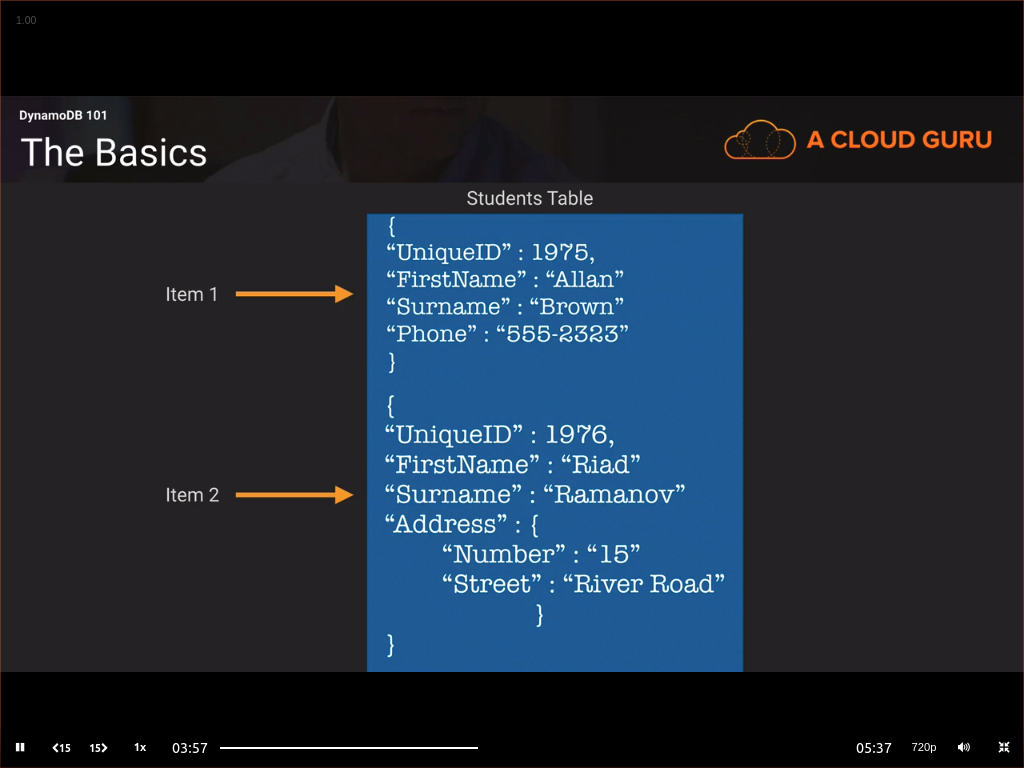 1.00
DynamoDB 101
The Basics
A CLOUD GURU
Students Table
{
“UniqueID” : 1975,
“FirstName” : “Allan”
Item 1
“Surname” : “Brown”
“Phone” : “555-2323”
}
{
“UniqueID” : 1976,
“FirstName” : “Riad”
Item 2
“Surname” : “Ramanov”
“Address” : {
“Number” : “15”
“Street” : “River Road”
}
}
15 15 1x 03:57 05:37 720p